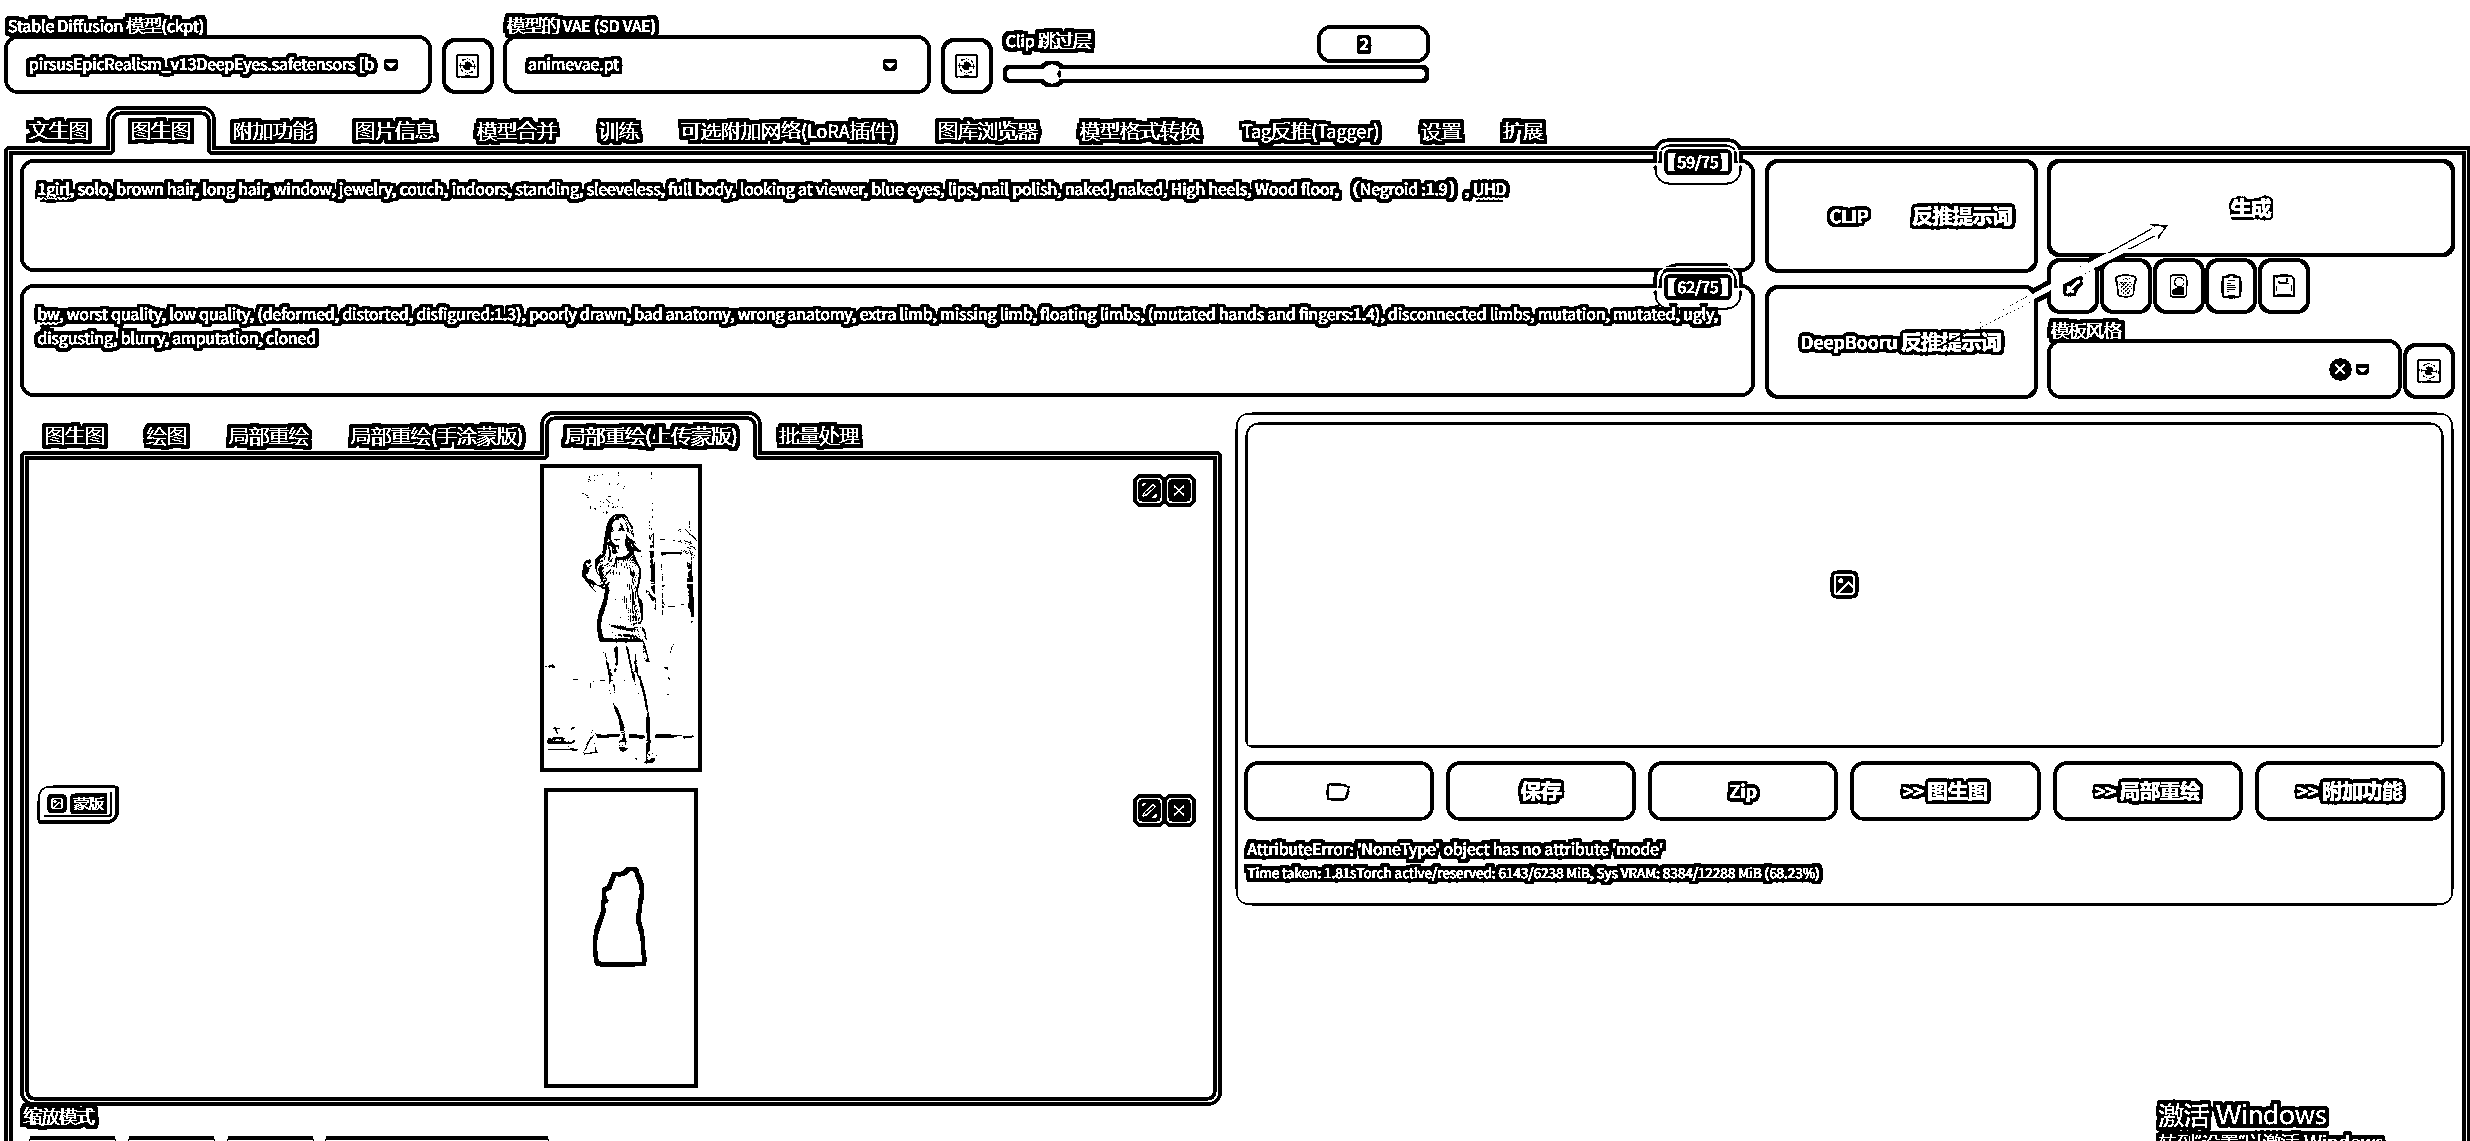 Stable Diffusion 模型(ckpt)
模型的 VAE (SD VAE)
Clip 跳过层
2
pirsusEpicRealism_v13DeepEyes.safetensors [b
animevae.pt
文生图 图生图 附加功能 图片信息 模型合并 训练 可选附加网络(LoRA插件) 图库浏览器 模型格式转换 Tag反推(Tagger) 设置 扩展
59/75
1girl, solo, brown hair, long hair, window, jewelry, couch, indoors, standing, sleeveless, full body, looking at viewer, blue eyes, lips, nail polish, naked, naked, High heels, Wood floor, （Negroid :1.9）, UHD
CLIP 反推提示词
生成
62/75
bw, worst quality, low quality, (deformed, distorted, disfigured:1.3), poorly drawn, bad anatomy, wrong anatomy, extra limb, missing limb, floating limbs, (mutated hands and fingers:1.4), disconnected limbs, mutation, mutated, ugly,
disgusting, blurry, amputation, cloned
DeepBooru 反推提示词
模板风格
图生图 绘图 局部重绘 局部重绘(手涂蒙版) 局部重绘(上传蒙版) 批量处理
蒙版
保存 Zip >>图生图 >>局部重绘 >>附加功能
AttributeError: 'NoneType' object has no attribute 'mode'
Time taken: 1.81sTorch active/reserved: 6143/6238 MiB, Sys VRAM: 8384/12288 MiB (68.23%)
缩放模式
激活 Windows
转到"设置"以激活 Windows